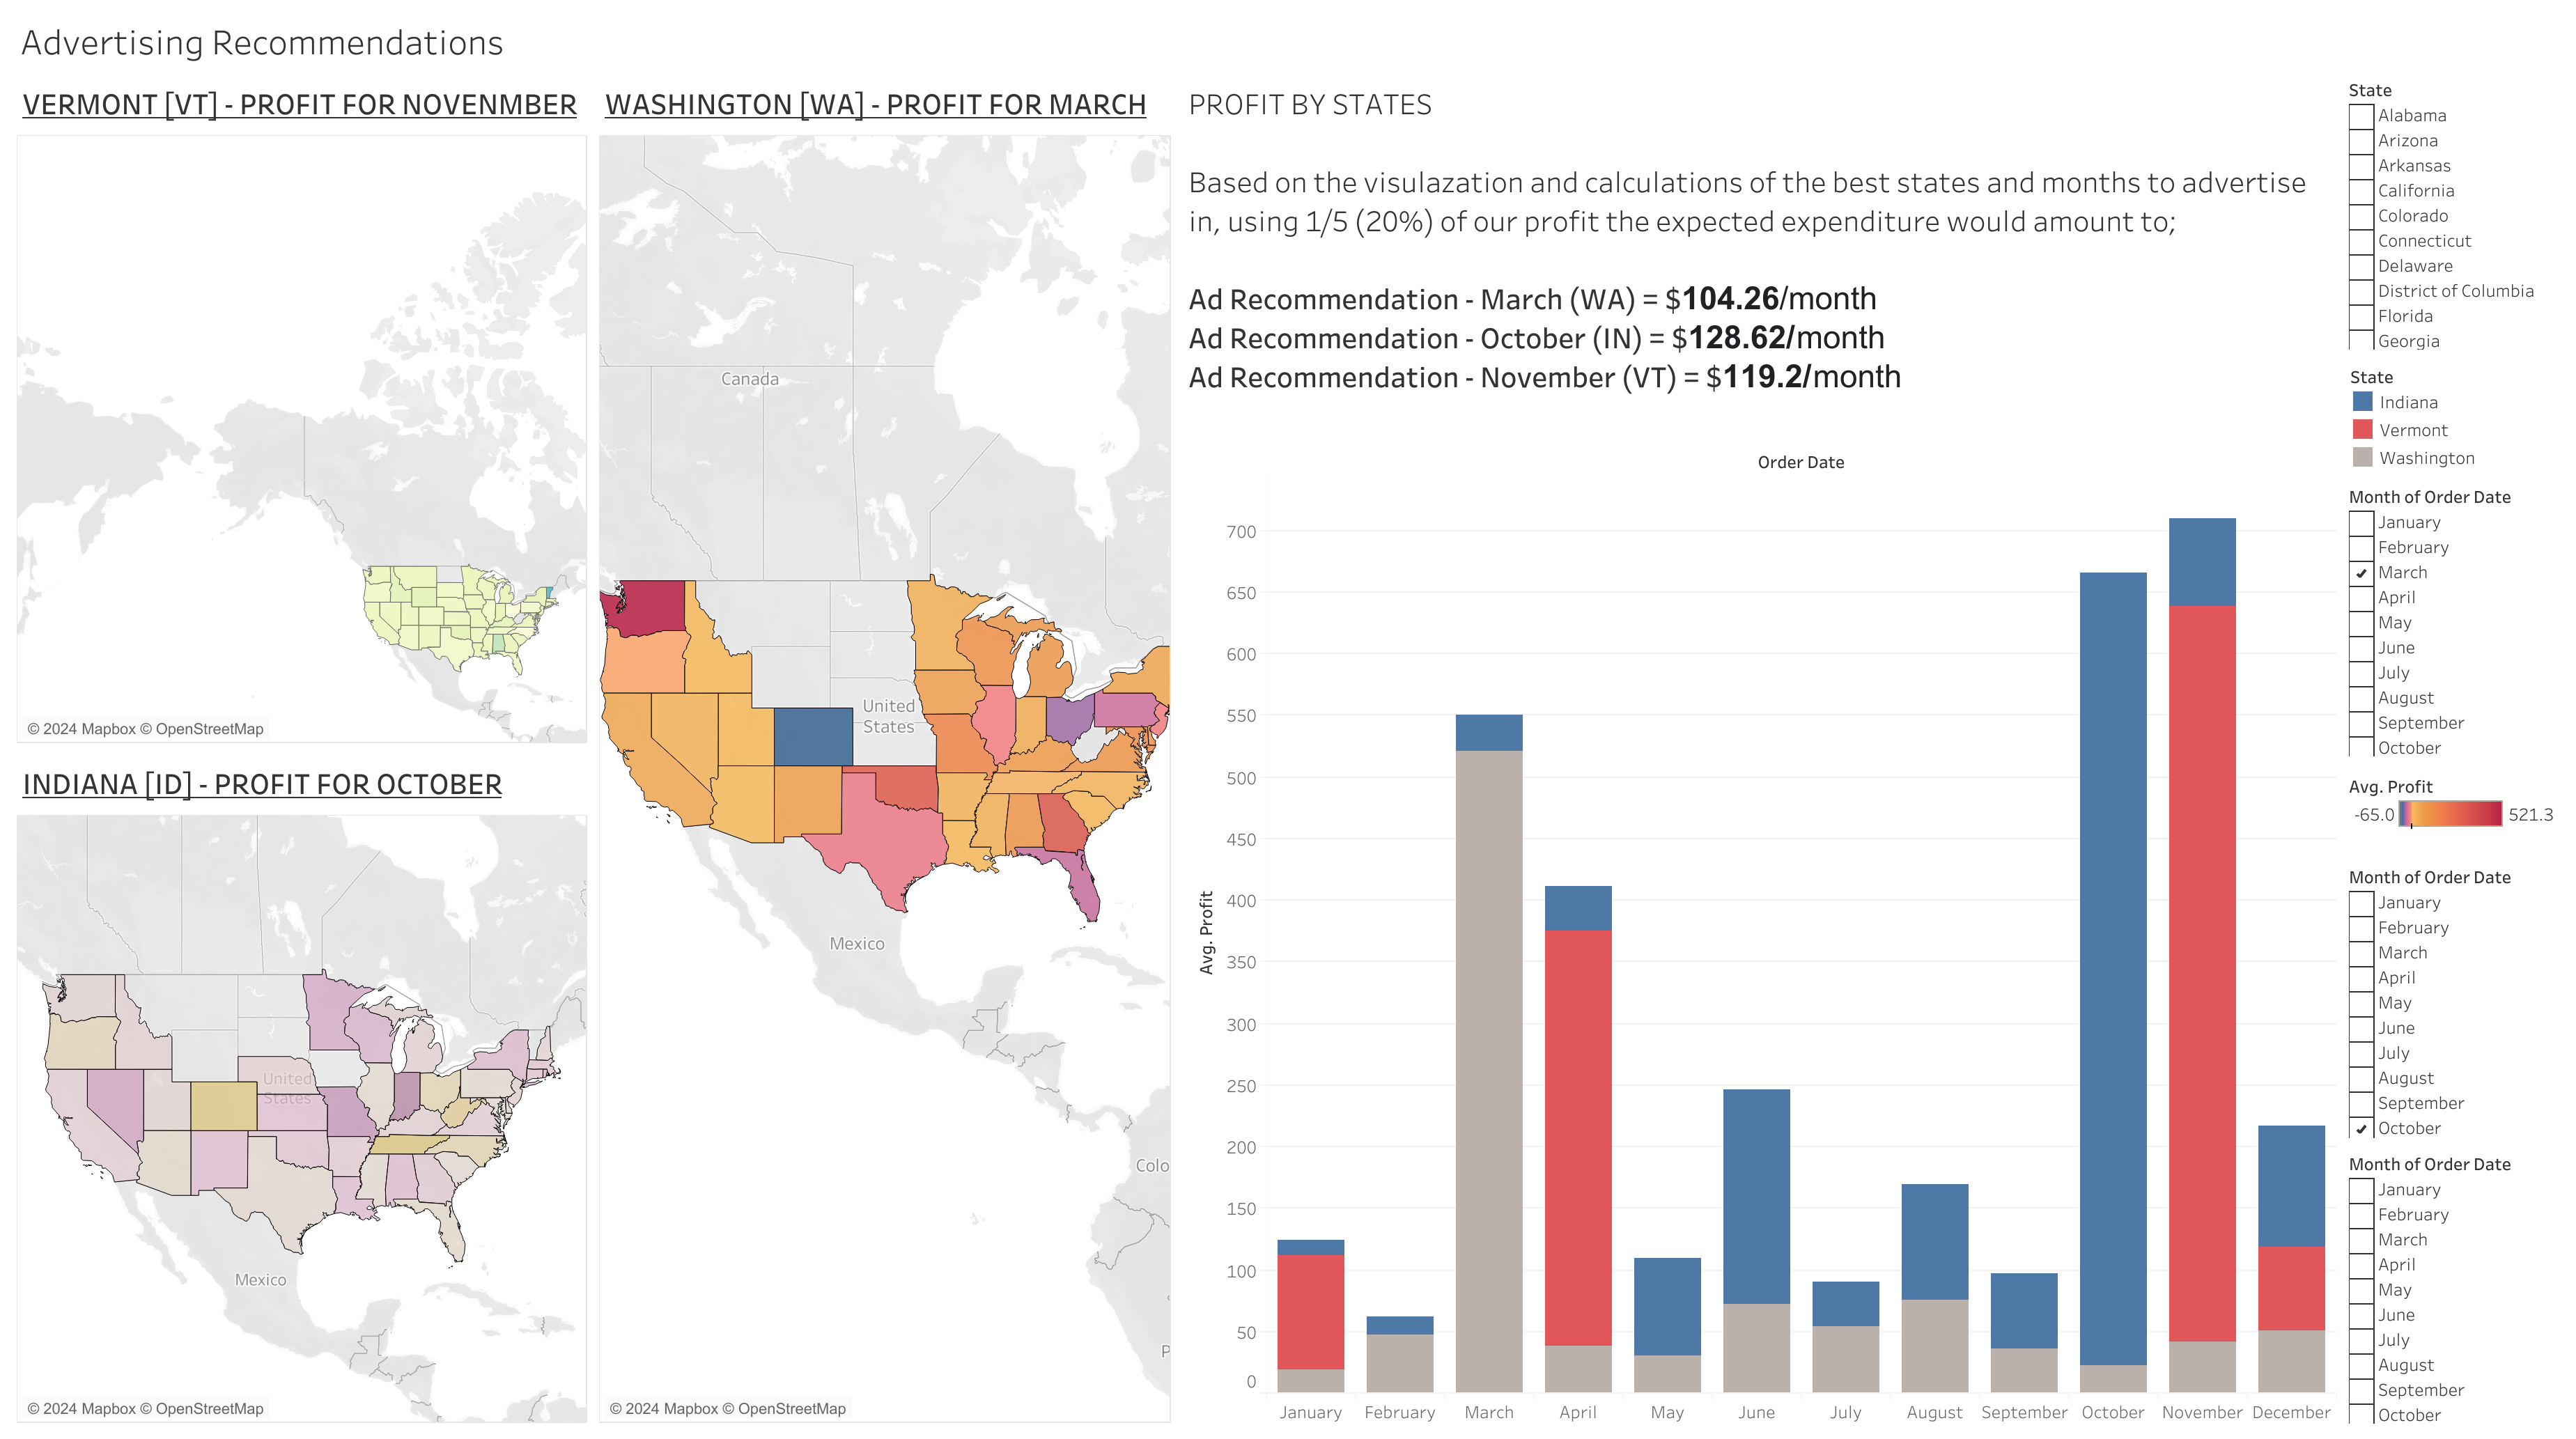 Advertising Recommendations
VERMONT [VT] - PROFIT FOR NOVENMBER
© 2024 Mapbox © OpenStreetMap
INDIANA [ID] - PROFIT FOR OCTOBER
United
States
Mexico
© 2024 Mapbox © OpenStreetMap
WASHINGTON [WA] - PROFIT FOR MARCH
Canada
United
States
Mexico
Colo
P
© 2024 Mapbox © OpenStreetMap
PROFIT BY STATES
Based on the visulazation and calculations of the best states and months to advertise
in, using 1/5 (20%) of our profit the expected expenditure would amount to;
Ad Recommendation - March (WA) = $104.26/month
Ad Recommendation - October (IN) = $128.62/month
Ad Recommendation - November (VT) = $119.2/month
Order Date
Avg. Profit
700
650
600
550
500
450
400
350
300
250
200
150
100
50
0
January February March April May June July August September October November December
State
Alabama
Arizona
Arkansas
California
Colorado
Connecticut
Delaware
District of Columbia
Florida
Georgia
State
Indiana
Vermont
Washington
Month of Order Date
January
February
March
April
May
June
July
August
September
October
Avg. Profit
-65.0 521.3
Month of Order Date
January
February
March
April
May
June
July
August
September
October
Month of Order Date
January
February
March
April
May
June
July
August
September
October